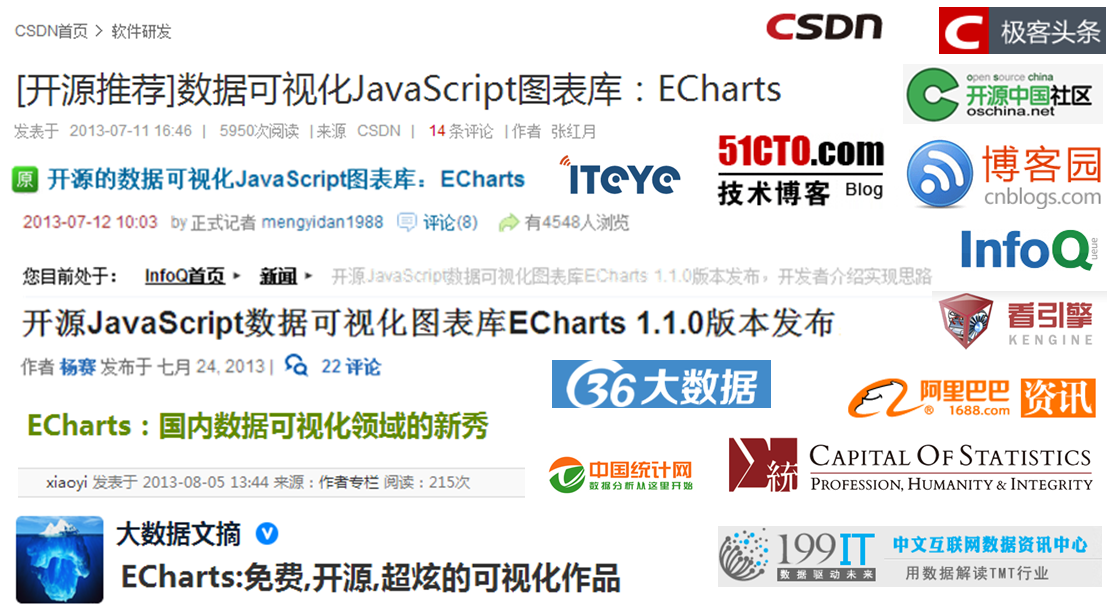 CSDN首页 > 软件研发
[开源推荐]数据可视化JavaScript图表库：ECharts
发表于 2013-07-11 16:46 | 5950次阅读 | 来源 CSDN | 14 条评论 | 作者 张红月
原 开源的数据可视化JavaScript图表库：ECharts
2013-07-12 10:03 by 正式记者 mengyidan1988 评论(8) 有4548人浏览
您目前处于： InfoQ首页 ▸ 新闻 ▸ 开源JavaScript数据可视化图表库ECharts 1.1.0版本发布，开发者介绍实现思路
开源JavaScript数据可视化图表库ECharts 1.1.0版本发布
作者 杨赛 发布于 七月 24, 2013 | 22 评论
ECharts：国内数据可视化领域的新秀
xiaoyi 发表于 2013-08-05 13:44 来源：作者专栏 阅读：215次
大数据文摘 V
ECharts:免费,开源,超炫的可视化作品
CSDN
C 极客头条
open source china
开源中国社区
oschina.net
ITeye
51CTO.com
技术博客 Blog
博客园
cnblogs.com
InfoQ
看引擎
KENGINE
36大数据
阿里巴巴
® 1688.com
资讯
中国统计网
数据分析从这里开始
統
CAPITAL OF STATISTICS
PROFESSION, HUMANITY & INTEGRITY
199IT
数据驱动未来
中文互联网数据资讯中心
用数据解读TMT行业